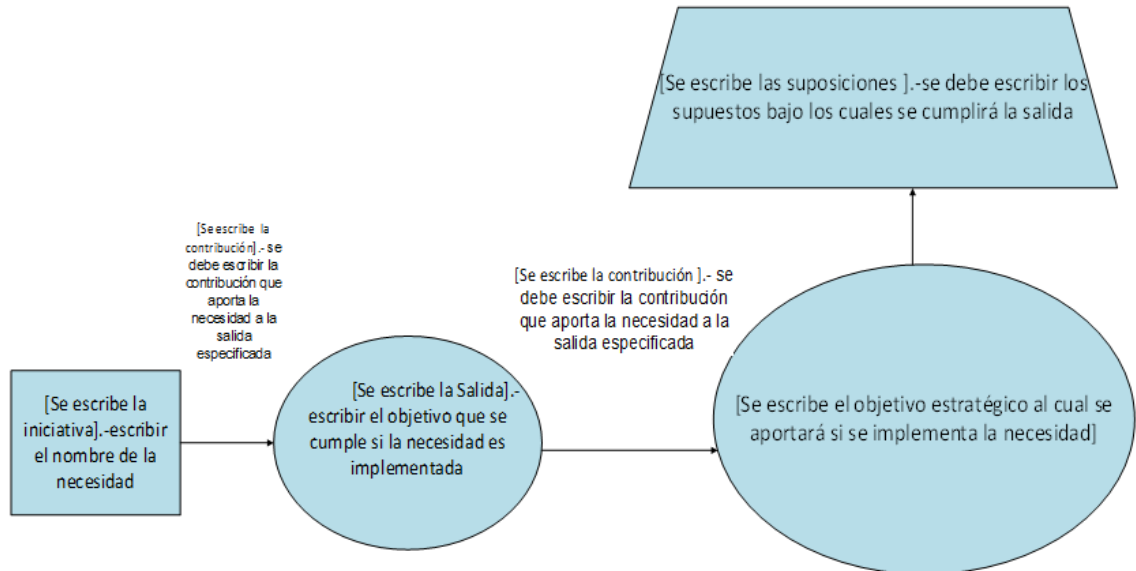 [Se escribe las suposiciones ].-se debe escribir los
supuestos bajo los cuales se cumplirá la salida
[Se escribe la
contribución].- se
debe escribir la
contribución que
aporta la
necesidad a la
salida
especificada
[Se escribe la contribución ].- se
debe escribir la contribución
que aporta la necesidad a la
salida especificada
[Se escribe la
iniciativa].-escribir
el nombre de la
necesidad
[Se escribe la Salida].-
escribir el objetivo que se
cumple si la necesidad es
implementada
[Se escribe el objetivo estratégico al cual se
aportará si se implementa la necesidad]